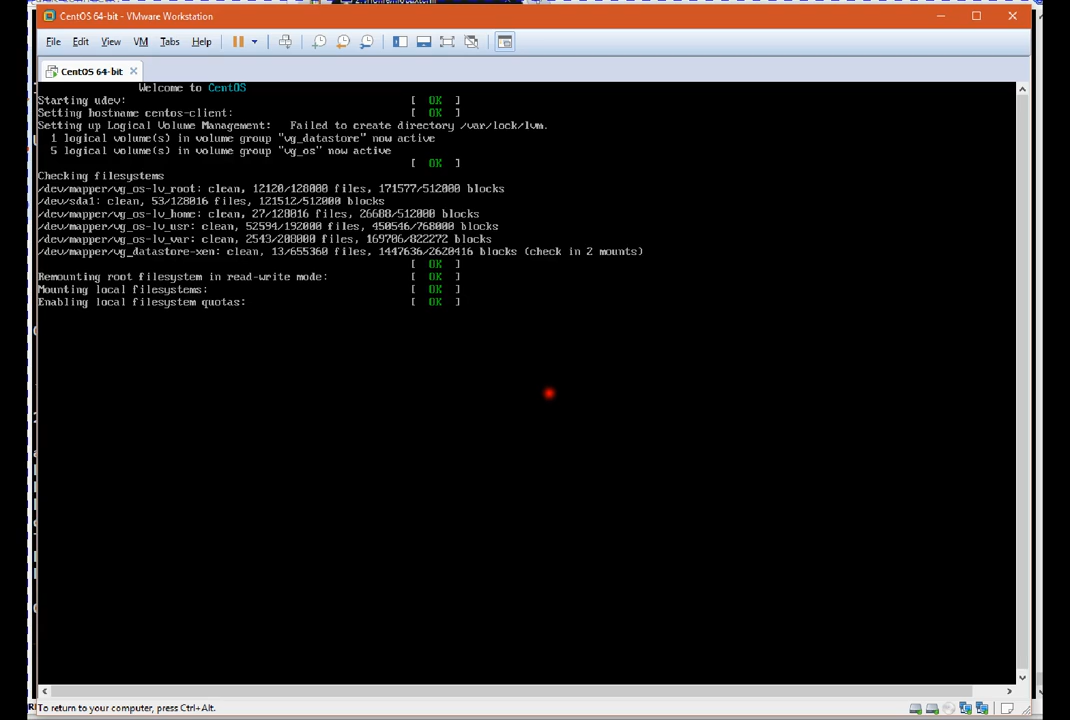 CentOS 64-bit - VMware Workstation
File Edit View VM Tabs Help
CentOS 64-bit
Welcome to CentOS
Starting udev: [ OK ]
Setting hostname centos-client: [ OK ]
Setting up Logical Volume Management: Failed to create directory /var/lock/lvm.
1 logical volume(s) in volume group "vg_datastore" now active
5 logical volume(s) in volume group "vg_os" now active
[ OK ]
Checking filesystems
/dev/mapper/vg_os-lv_root: clean, 12120/128000 files, 171577/512000 blocks
/dev/sda1: clean, 53/128016 files, 121512/512000 blocks
/dev/mapper/vg_os-lv_home: clean, 27/128016 files, 26688/512000 blocks
/dev/mapper/vg_os-lv_usr: clean, 52594/192000 files, 450546/768000 blocks
/dev/mapper/vg_os-lv_var: clean, 2543/208000 files, 169706/822272 blocks
/dev/mapper/vg_datastore-xen: clean, 13/655360 files, 1447636/2620416 blocks (check in 2 mounts)
[ OK ]
Remounting root filesystem in read-write mode: [ OK ]
Mounting local filesystems: [ OK ]
Enabling local filesystem quotas: [ OK ]
To return to your computer, press Ctrl+Alt.